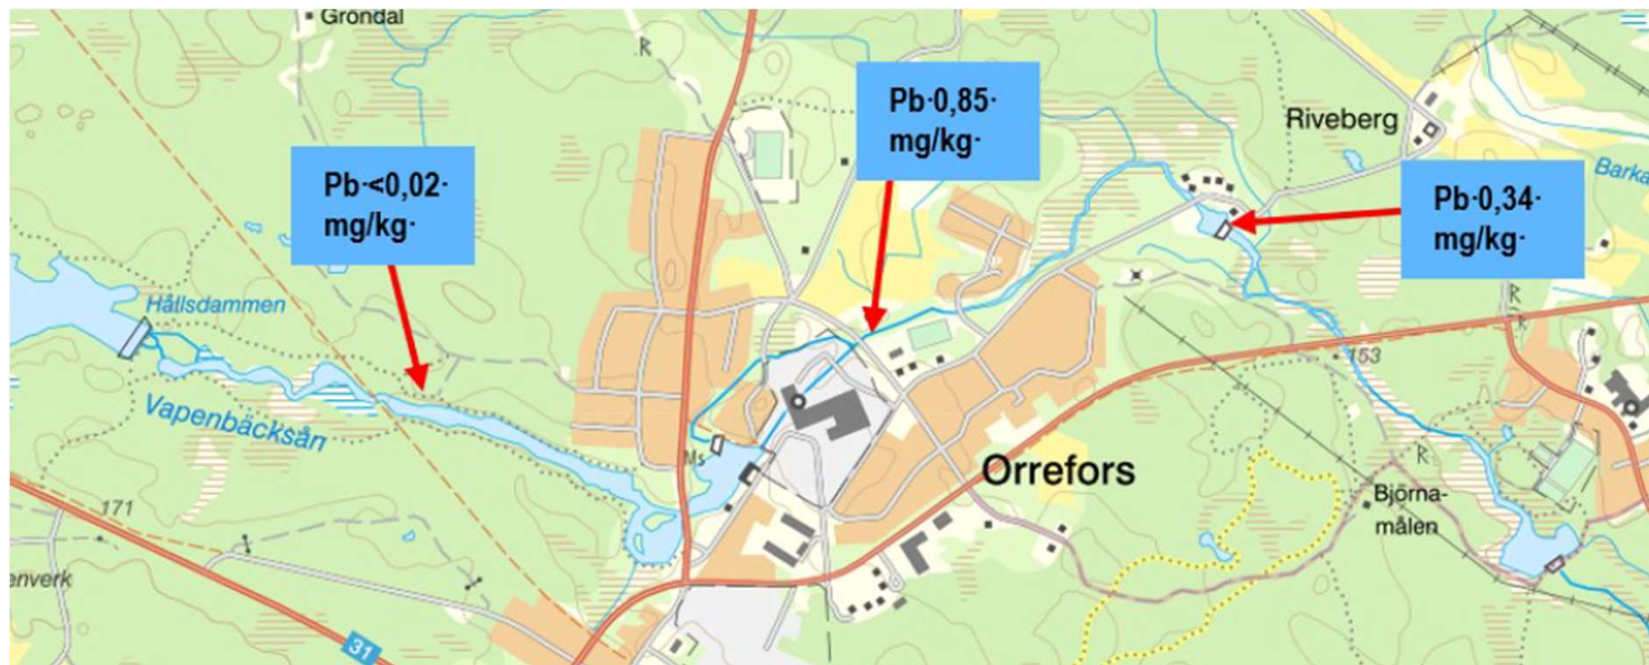 Gröndal
R
Pb·0,85·
mg/kg·
Riveberg
Barka
Pb·<0,02·
mg/kg·
Pb·0,34·
mg/kg·
Hällsdammen
R
R
R
153
Vapenbäcksån
Ms
Orrefors
R
171
Björna-
målen
enverk
31